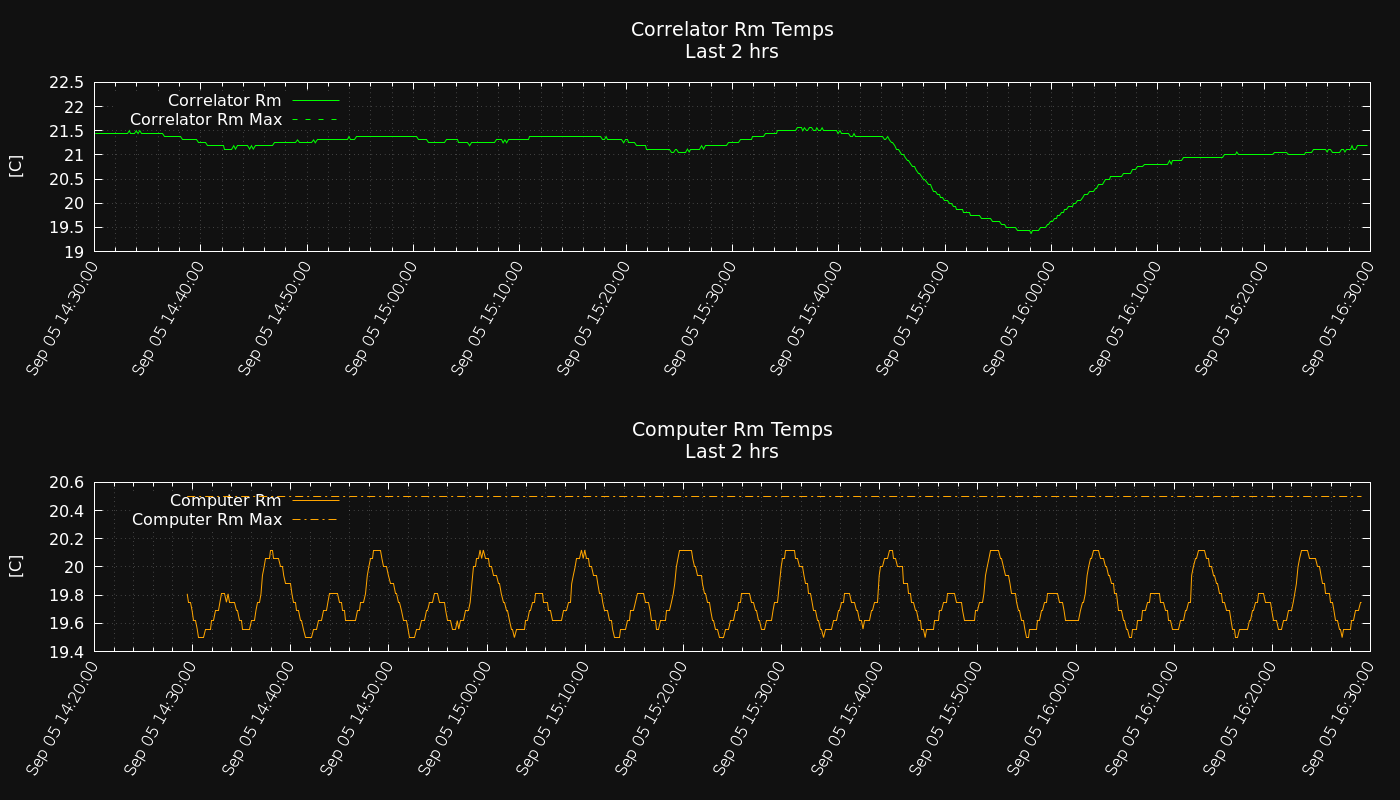 Correlator Rm Temps
Last 2 hrs
22.5
22
21.5
21
20.5
20
19.5
19
[C]
Correlator Rm
Correlator Rm Max
Sep 05 14:30:00
Sep 05 14:40:00
Sep 05 14:50:00
Sep 05 15:00:00
Sep 05 15:10:00
Sep 05 15:20:00
Sep 05 15:30:00
Sep 05 15:40:00
Sep 05 15:50:00
Sep 05 16:00:00
Sep 05 16:10:00
Sep 05 16:20:00
Sep 05 16:30:00
Computer Rm Temps
Last 2 hrs
20.6
20.4
20.2
20
19.8
19.6
19.4
[C]
Computer Rm
Computer Rm Max
Sep 05 14:20:00
Sep 05 14:30:00
Sep 05 14:40:00
Sep 05 14:50:00
Sep 05 15:00:00
Sep 05 15:10:00
Sep 05 15:20:00
Sep 05 15:30:00
Sep 05 15:40:00
Sep 05 15:50:00
Sep 05 16:00:00
Sep 05 16:10:00
Sep 05 16:20:00
Sep 05 16:30:00